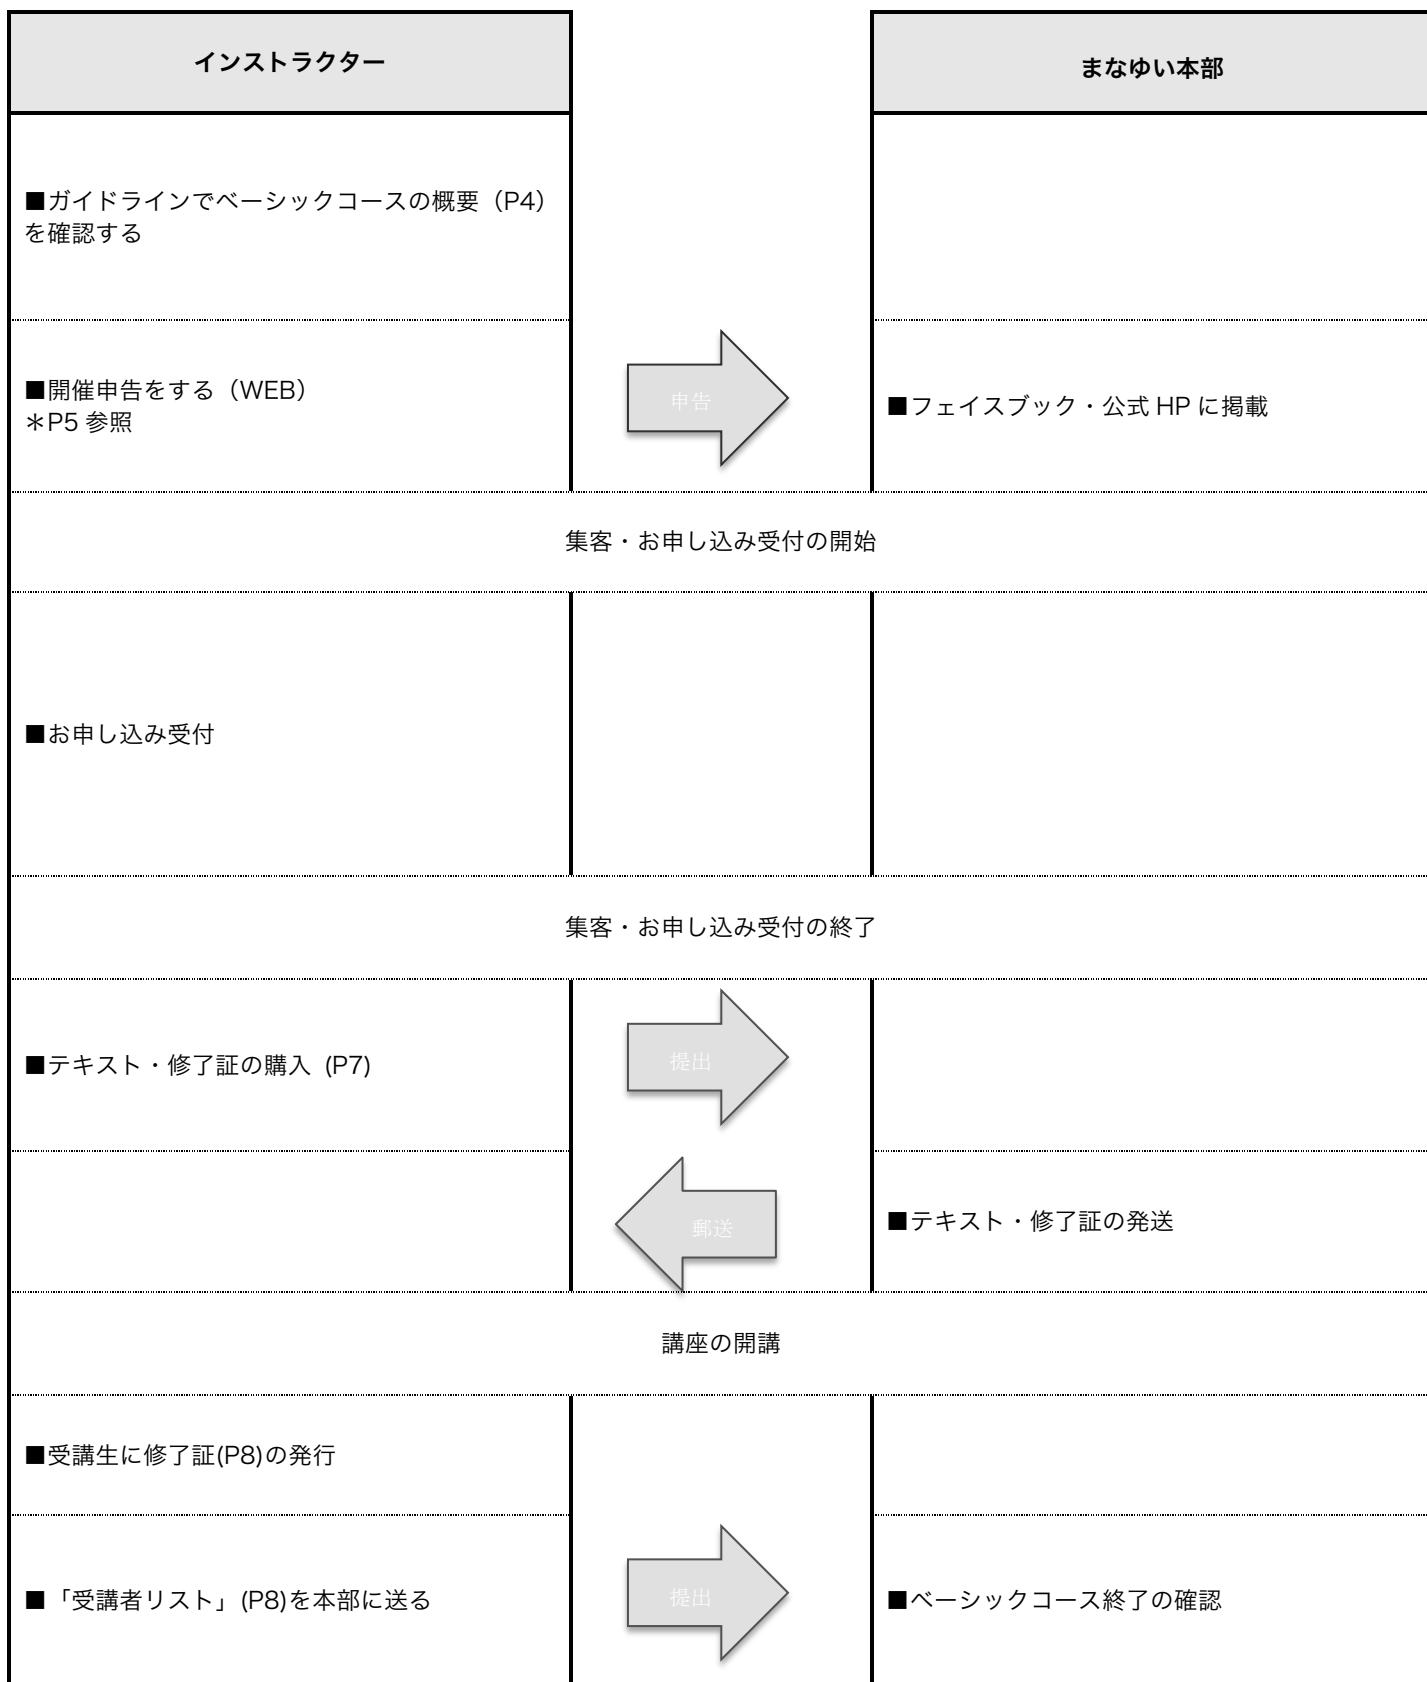 インストラクター
まなゆい本部
■ガイドラインでベーシックコースの概要（P4）
を確認する
■開催申告をする（WEB）
＊P5 参照
申告
■フェイスブック・公式 HP に掲載
集客・お申し込み受付の開始
■お申し込み受付
集客・お申し込み受付の終了
■テキスト・修了証の購入 (P7)
提出
郵送
■テキスト・修了証の発送
講座の開講
■受講生に修了証(P8)の発行
■「受講者リスト」(P8)を本部に送る
提出
■ベーシックコース終了の確認